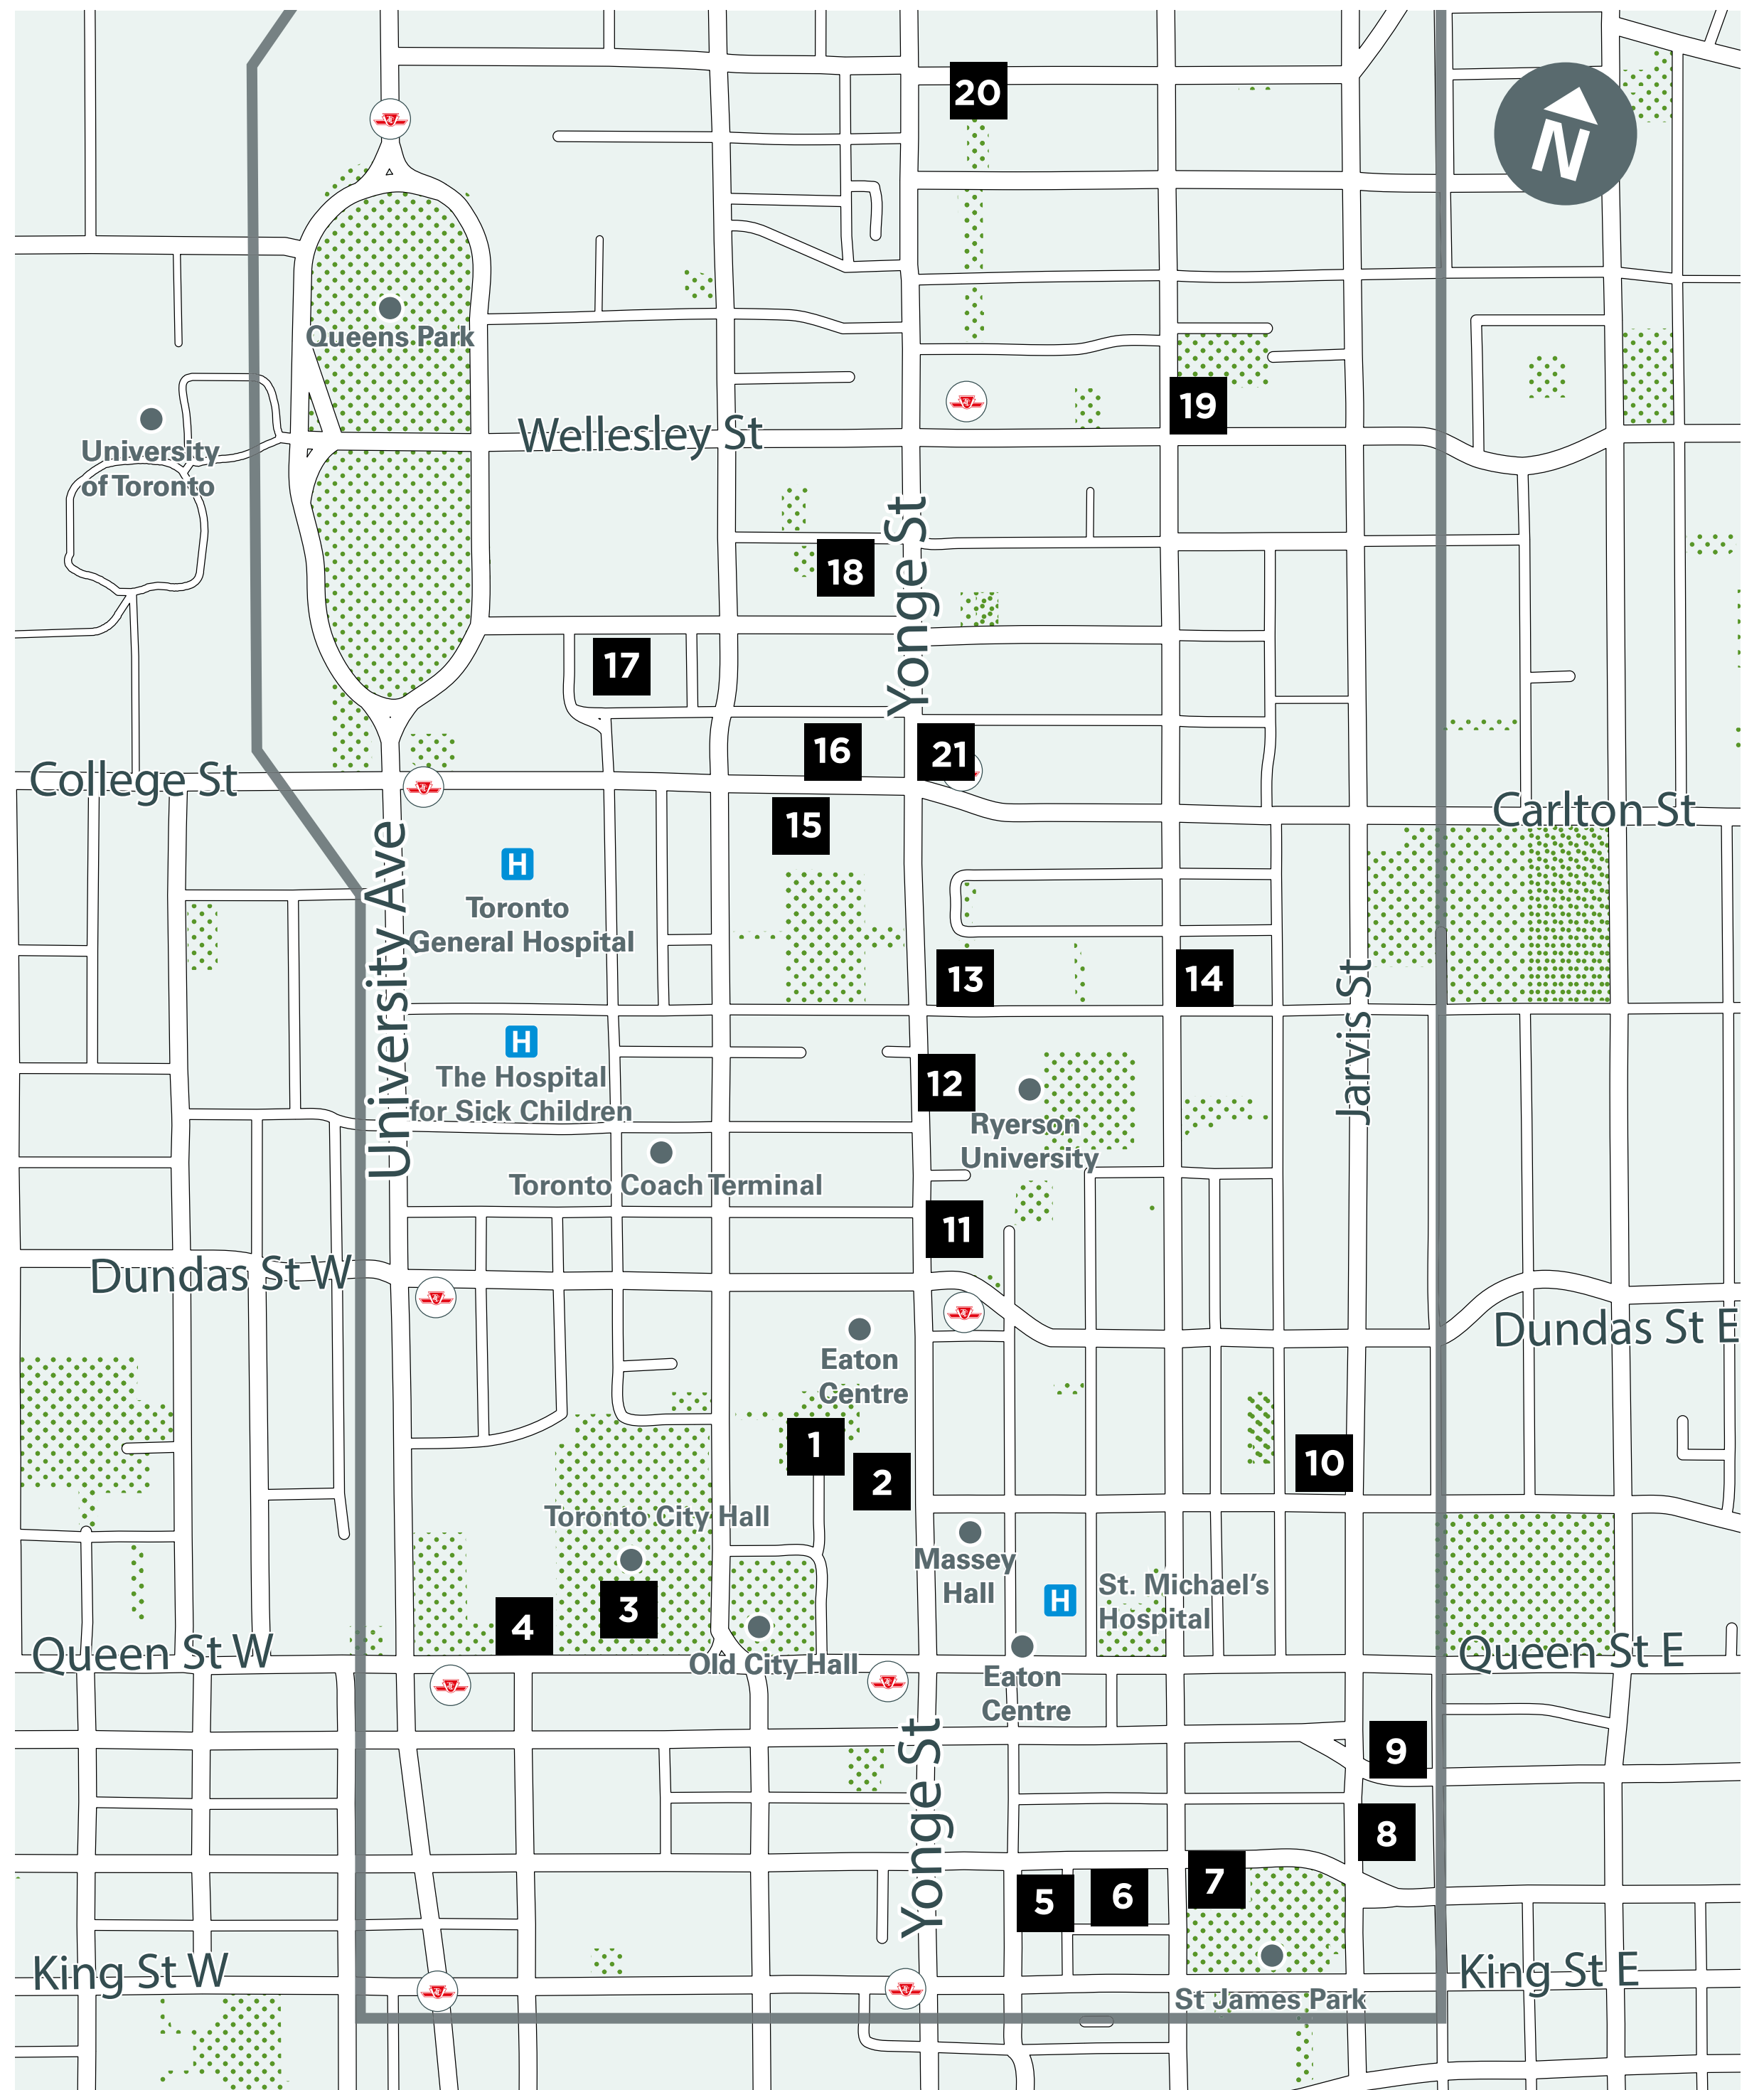 20
N
Queens Park
19
University
of Toronto
Wellesley St
Yonge St
18
17
16
21
College St
Carlton St
15
University Ave
H
Toronto
General Hospital
13
14
Jarvis St
H
The Hospital
for Sick Children
12
Ryerson
University
Toronto Coach Terminal
11
Dundas St W
Dundas St E
Eaton
Centre
1
2
10
Toronto City Hall
Massey
Hall
H
St. Michael's
Hospital
3
4
Queen St W
Old City Hall
Eaton
Centre
Queen St E
Yonge St
9
8
7
6
5
King St W
King St E
St James Park